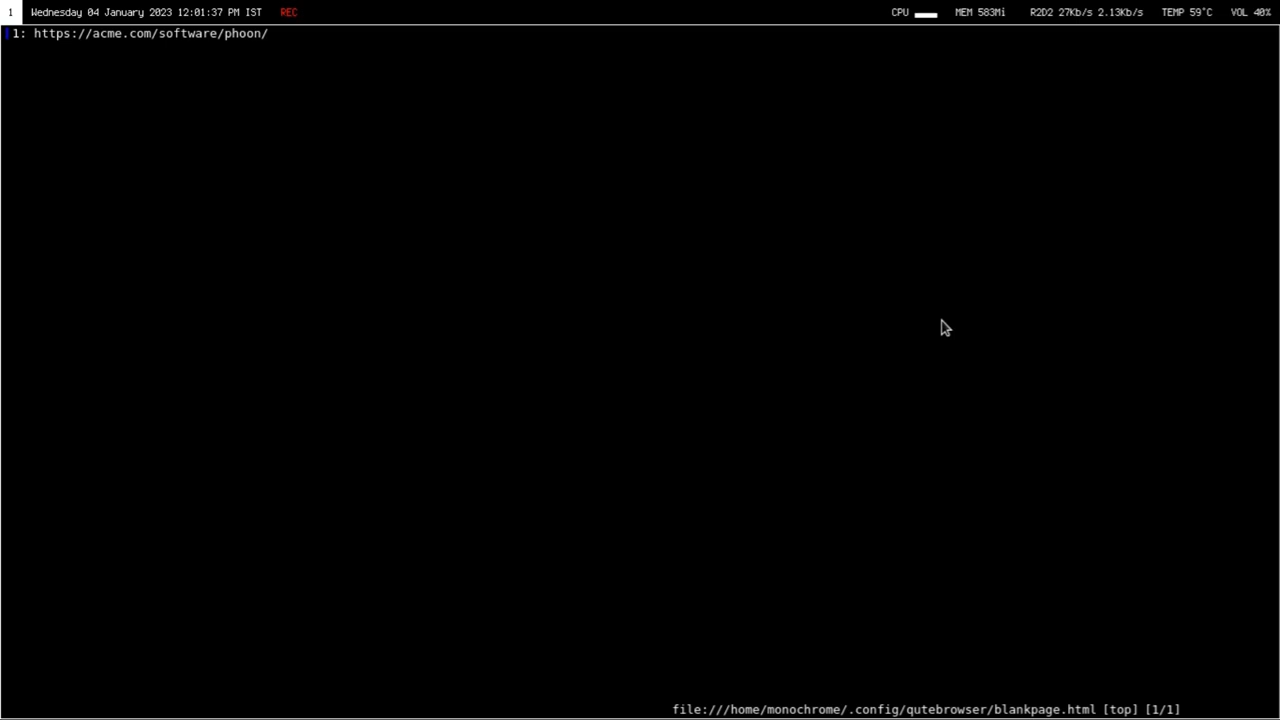 1 Wednesday 04 January 2023 12:01:37 PM IST REC CPU MEM 583Mi R2D2 27Kb/s 2.13Kb/s TEMP 59°C VOL 40%
1: https://acme.com/software/phoon/
file:///home/monochrome/.config/qutebrowser/blankpage.html [top] [1/1]